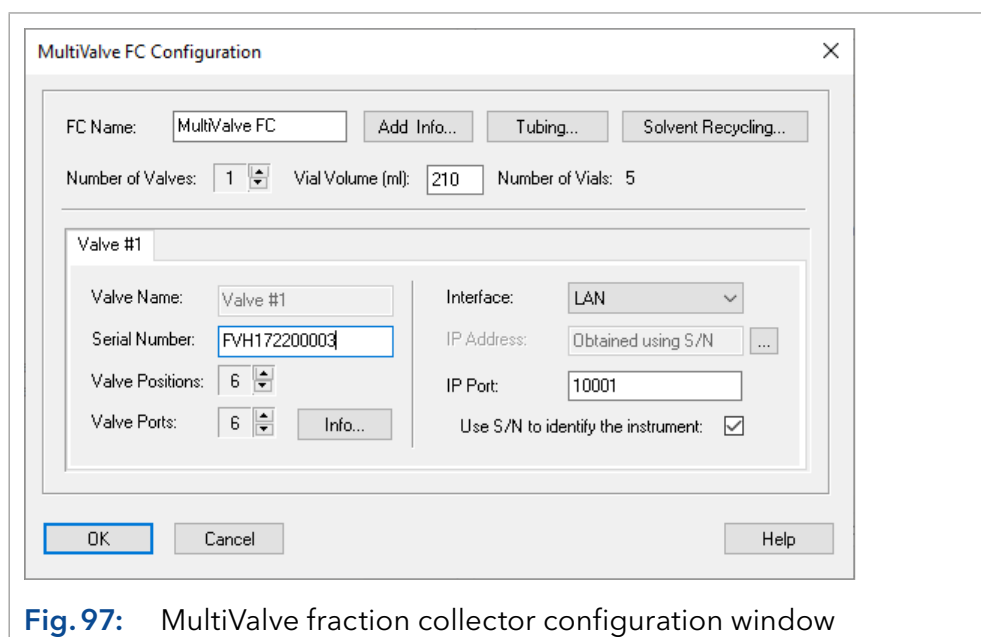 MultiValve FC Configuration
FC Name: MultiValve FC Add Info... Tubing... Solvent Recycling...
Number of Valves: 1 Vial Volume (ml): 210 Number of Vials: 5
Valve #1
Valve Name: Valve #1 Interface: LAN
Serial Number: FVH172200003 IP Address: Obtained using S/N ...
Valve Positions: 6 IP Port: 10001
Valve Ports: 6 Info... Use S/N to identify the instrument:
OK Cancel Help
Fig. 97: MultiValve fraction collector configuration window